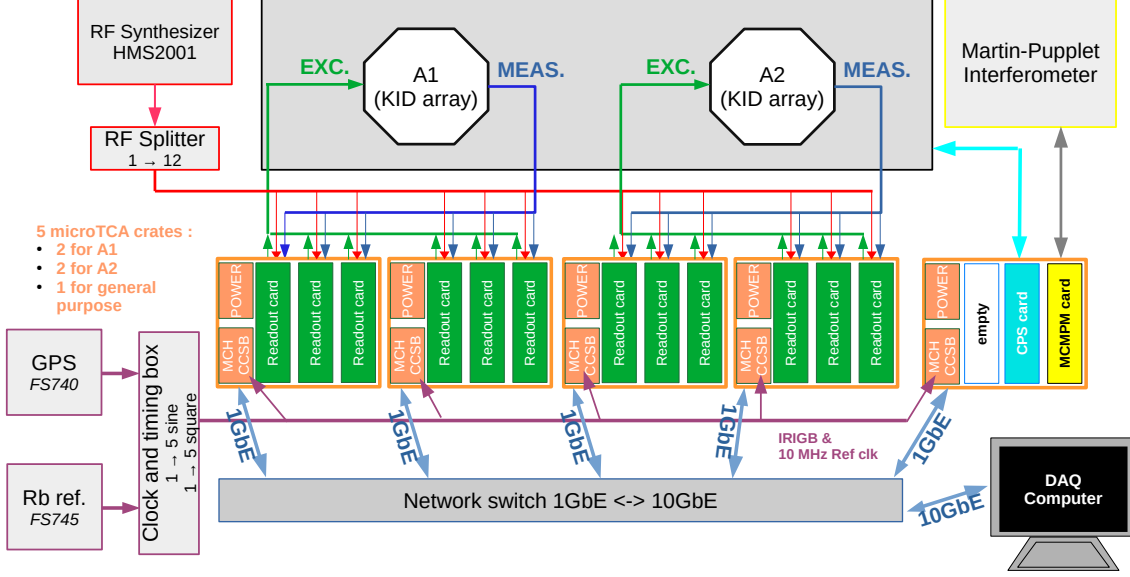 RF Synthesizer
HMS2001
RF Splitter
1 → 12
EXC.
A1
(KID array)
MEAS.
EXC.
A2
(KID array)
MEAS.
Martin-Pupplet
Interferometer
5 microTCA crates :
• 2 for A1
• 2 for A2
• 1 for general
purpose
POWER
MCH
CCSB
Readout card
Readout card
Readout card
POWER
MCH
CCSB
Readout card
Readout card
Readout card
POWER
MCH
CCSB
Readout card
Readout card
Readout card
POWER
MCH
CCSB
Readout card
Readout card
Readout card
POWER
MCH
CCSB
empty
CPS card
MCMPM card
GPS
FS740
Rb ref.
FS745
Clock and timing box
1 → 5 sine
1 → 5 square
1GbE
1GbE
1GbE
1GbE
1GbE
IRIGB &
10 MHz Ref clk
Network switch 1GbE <-> 10GbE
10GbE
DAQ
Computer